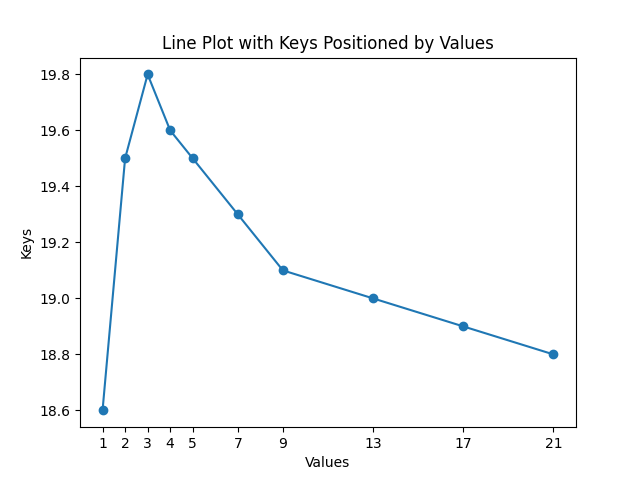 Line Plot with Keys Positioned by Values
19.8
19.6
19.4
19.2
19.0
18.8
18.6
Keys
1 2 3 4 5 7 9 13 17 21
Values